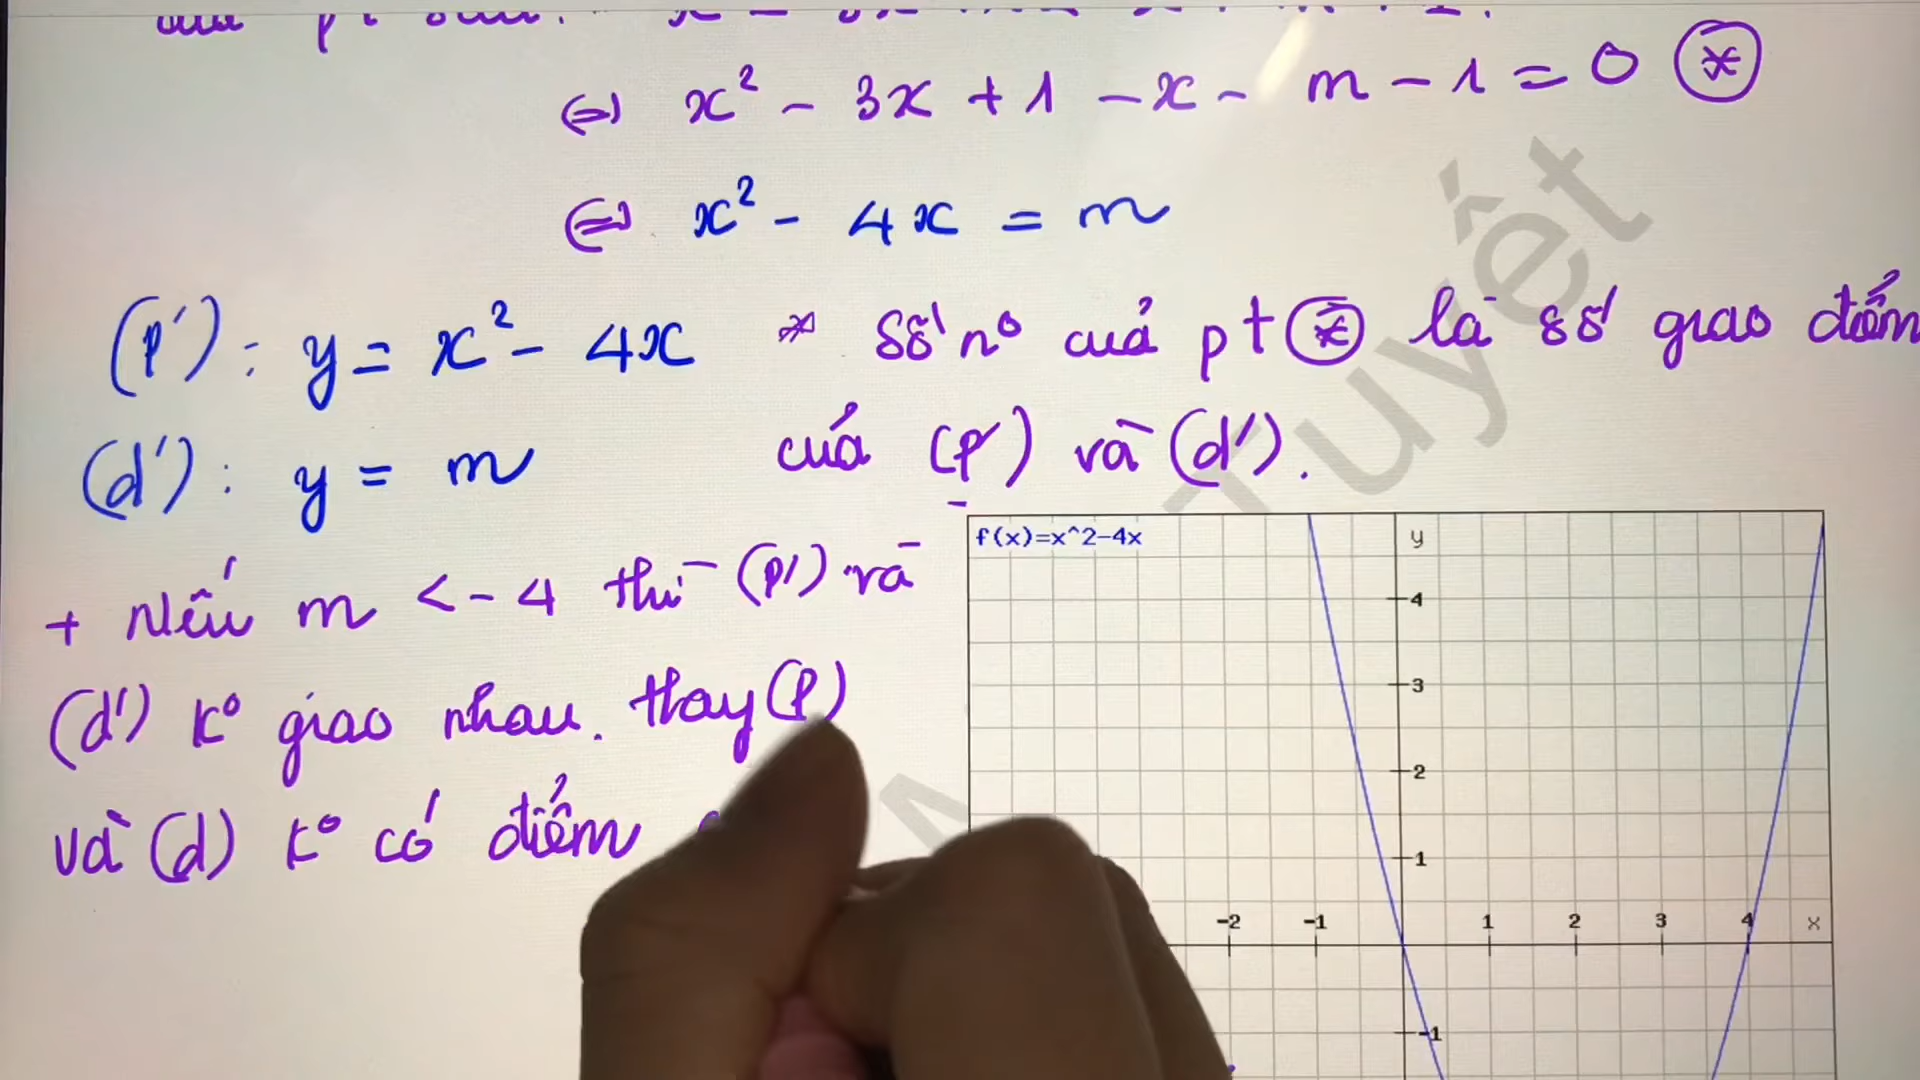 ⇔ x² - 3x + 1 - x - m - 1 = 0 (*)
⇔ x² - 4x = m
(P'): y = x² - 4x * Số n° của pt (*) là số giao điểm
(d'): y = m của (P') và (d').
+ Nếu m < -4 thì (P') và
(d') k° giao nhau. thay (P)
và (d) k° có điểm
f(x)=x^2-4x
y
4
3
2
1
-2 -1 1 2 3 4 x
-1
Tuyết